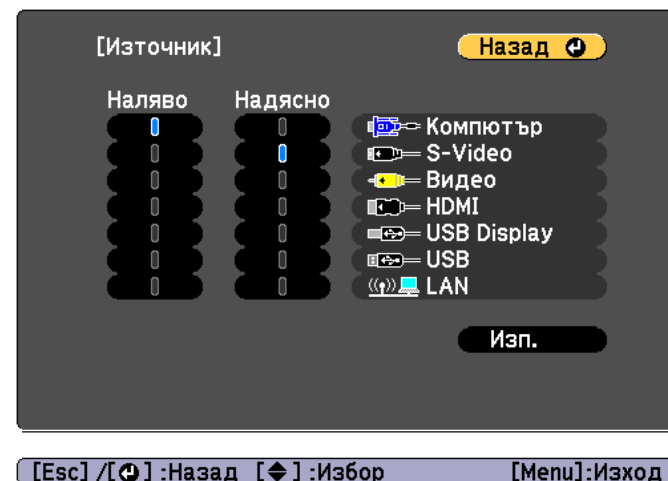 [Източник]
Назад
Наляво Надясно
Компютър
S-Video
Видео
HDMI
USB Display
USB
LAN
Изп.
[Esc] /[ ] :Назад [ ] :Избор [Menu]:Изход